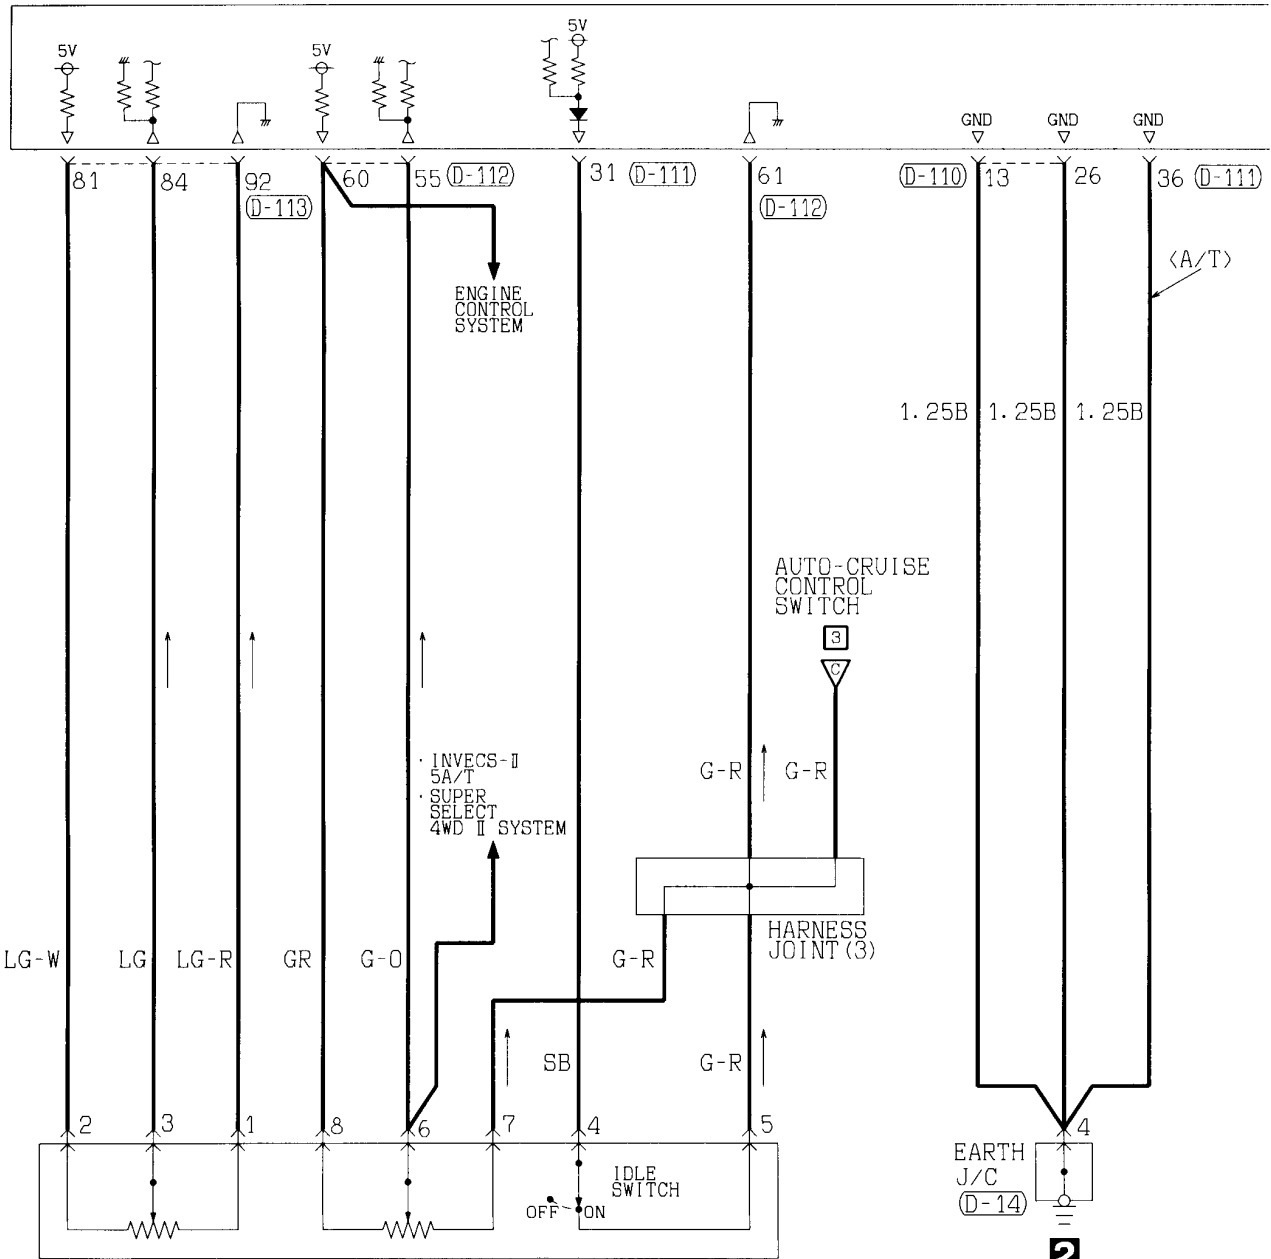 5V
5V
5V
GND
GND
GND
81
84
92
(D-113)
60
55
(D-112)
31
(D-111)
61
(D-112)
(D-110)
13
26
36
(D-111)
<A/T>
ENGINE
CONTROL
SYSTEM
1.25B
1.25B
1.25B
AUTO-CRUISE
CONTROL
SWITCH
3
C
· INVECS-Ⅱ
5A/T
· SUPER
SELECT
4WD Ⅱ SYSTEM
G-R
G-R
HARNESS
JOINT(3)
LG-W
LG
LG-R
GR
G-O
G-R
SB
G-R
2
3
1
8
6
7
4
5
4
IDLE
SWITCH
OFF
ON
EARTH
J/C
(D-14)
2